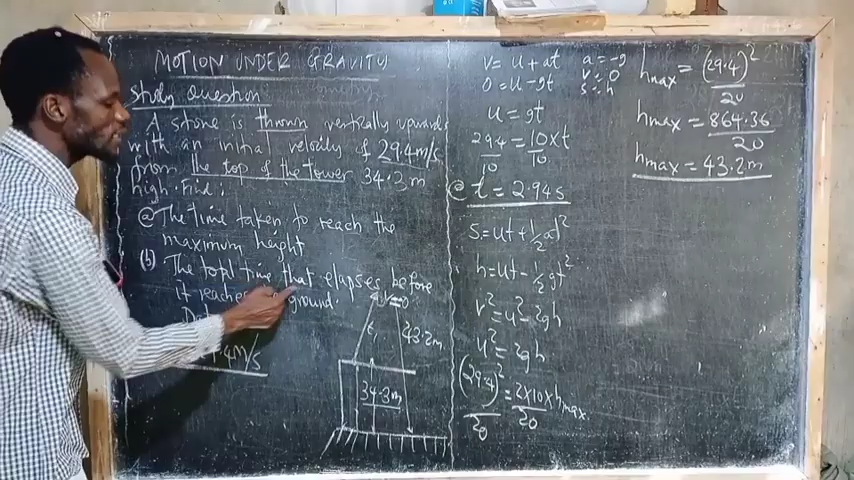 MOTION UNDER GRAVITY
Study Question
A stone is thrown vertically upwards
with an initial velocity of 29.4m/s
from the top of the tower 34.3m
high. Find;
ⓐ The time taken to reach the
maximum height
(b) The total time that elapses before
it reaches ground.
.4m/s
V=0
t,
43.2m
34.3m
v = u + at
0 = u - gt
a = -g
v = 0
s = h
u = gt
29.4/10 = 10xt/10
ⓐ t = 2.94s
s = ut + ½at²
h = ut - ½gt²
v² = u² - 2gh
u² = 2gh
(29.4)²/20 = 2x10xhmax/20
hmax = (29.4)²/20
hmax = 864.36/20
hmax = 43.2m